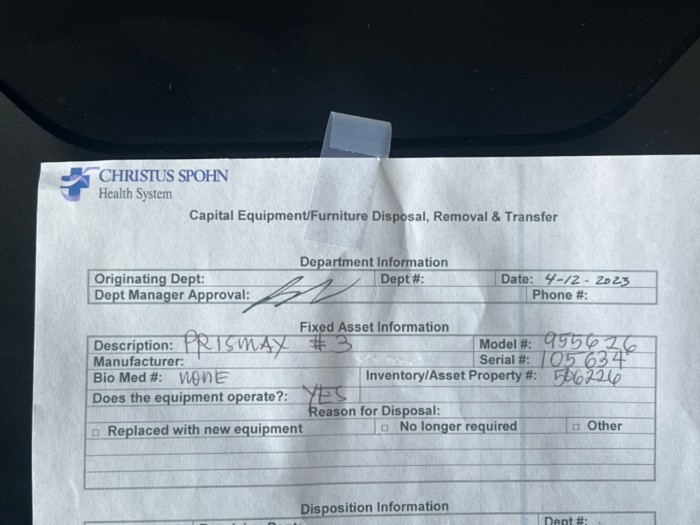 CHRISTUS SPOHN
Health System
Capital Equipment/Furniture Disposal, Removal & Transfer
Department Information
Originating Dept: Dept #: Date: 4-12-2023
Dept Manager Approval: Phone #:
Fixed Asset Information
Description: PRISMAX #3 Model #: 955626
Manufacturer: Serial #: 105634
Bio Med #: NONE Inventory/Asset Property #: 506226
Does the equipment operate?: YES
Reason for Disposal:
Replaced with new equipment No longer required Other
Disposition Information
Dept #: